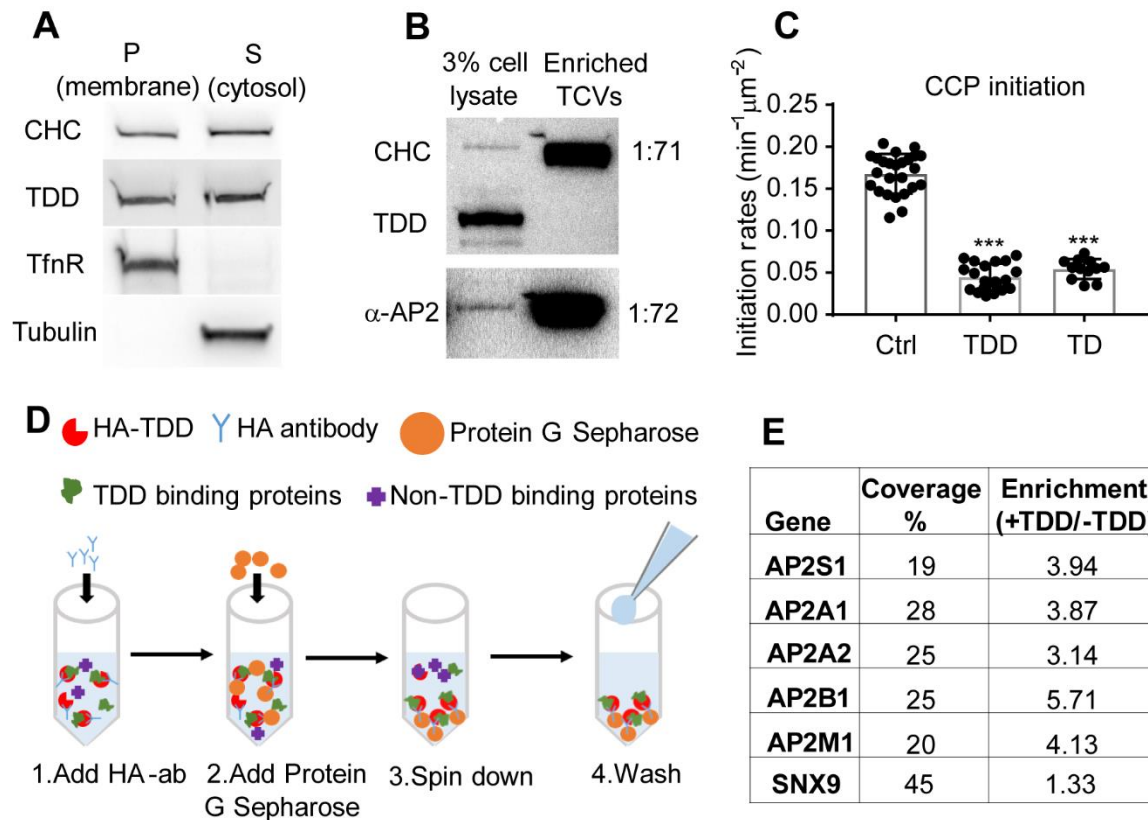 A
P
(membrane)
S
(cytosol)
CHC
TDD
TfnR
Tubulin
B
3% cell
lysate
Enriched
TCVs
CHC
1:71
TDD
α-AP2
1:72
C
CCP initiation
Initiation rates (min⁻¹μm⁻²)
0.25
0.20
0.15
0.10
0.05
0.00
***
***
Ctrl
TDD
TD
D
HA-TDD
HA antibody
Protein G Sepharose
TDD binding proteins
Non-TDD binding proteins
1.Add HA-ab
2.Add Protein
G Sepharose
3.Spin down
4.Wash
E
Gene Coverage % Enrichment (+TDD/-TDD
AP2S1 19 3.94
AP2A1 28 3.87
AP2A2 25 3.14
AP2B1 25 5.71
AP2M1 20 4.13
SNX9 45 1.33